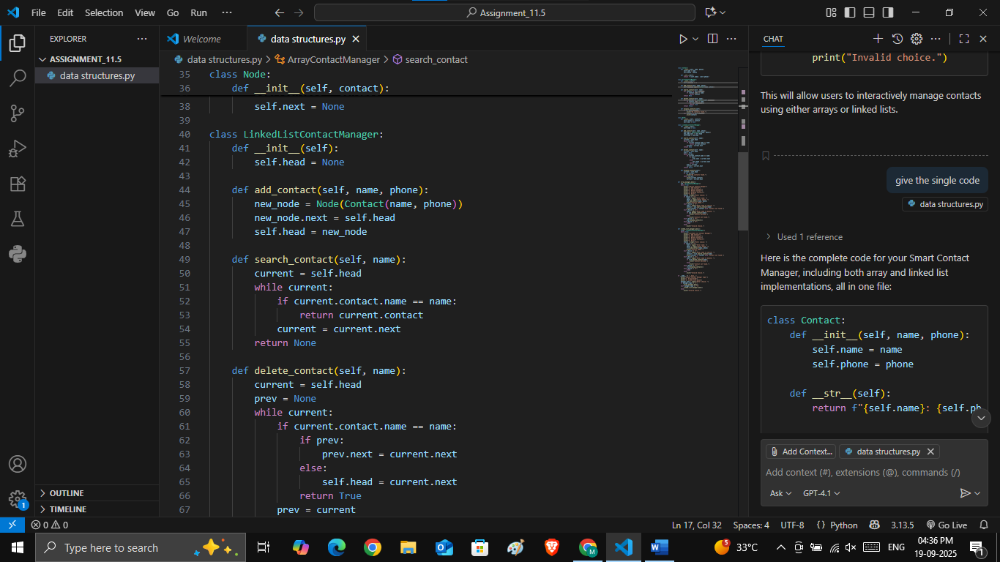 File Edit Selection View Go Run ··· Assignment_11.5
EXPLORER ···
ASSIGNMENT_11.5
data structures.py
OUTLINE
TIMELINE
Welcome data structures.py
data structures.py > ArrayContactManager > search_contact
35 class Node:
36 def __init__(self, contact):
38 self.next = None
39
40 class LinkedListContactManager:
41 def __init__(self):
42 self.head = None
43
44 def add_contact(self, name, phone):
45 new_node = Node(Contact(name, phone))
46 new_node.next = self.head
47 self.head = new_node
48
49 def search_contact(self, name):
50 current = self.head
51 while current:
52 if current.contact.name == name:
53 return current.contact
54 current = current.next
55 return None
56
57 def delete_contact(self, name):
58 current = self.head
59 prev = None
60 while current:
61 if current.contact.name == name:
62 if prev:
63 prev.next = current.next
64 else:
65 self.head = current.next
66 return True
67 prev = current
CHAT
print("Invalid choice.")
This will allow users to interactively manage contacts
using either arrays or linked lists.
give the single code
data structures.py
Used 1 reference
Here is the complete code for your Smart Contact
Manager, including both array and linked list
implementations, all in one file:
class Contact:
def __init__(self, name, phone):
self.name = name
self.phone = phone
def __str__(self):
return f"{self.name}: {self.ph
Add Context... data structures.py
Add context (#), extensions (@), commands (/)
Ask GPT-4.1
1
0 0 Ln 17, Col 32 Spaces: 4 UTF-8 {} Python 3.13.5 Go Live
Type here to search 5 33°C ENG 04:36 PM
19-09-2025 1